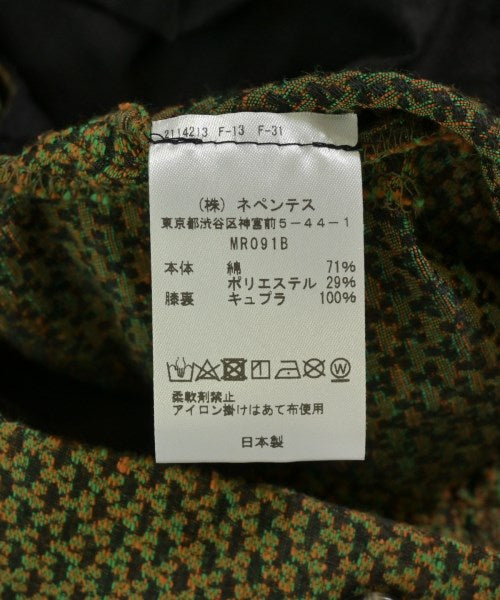 2114213 F-13 F-31
(株) ネペンテス
東京都渋谷区神宮前5-44-1
MR091B
本体 綿 71%
ポリエステル 29%
膝裏 キュプラ 100%
柔軟剤禁止
アイロン掛けはあて布使用
日本製